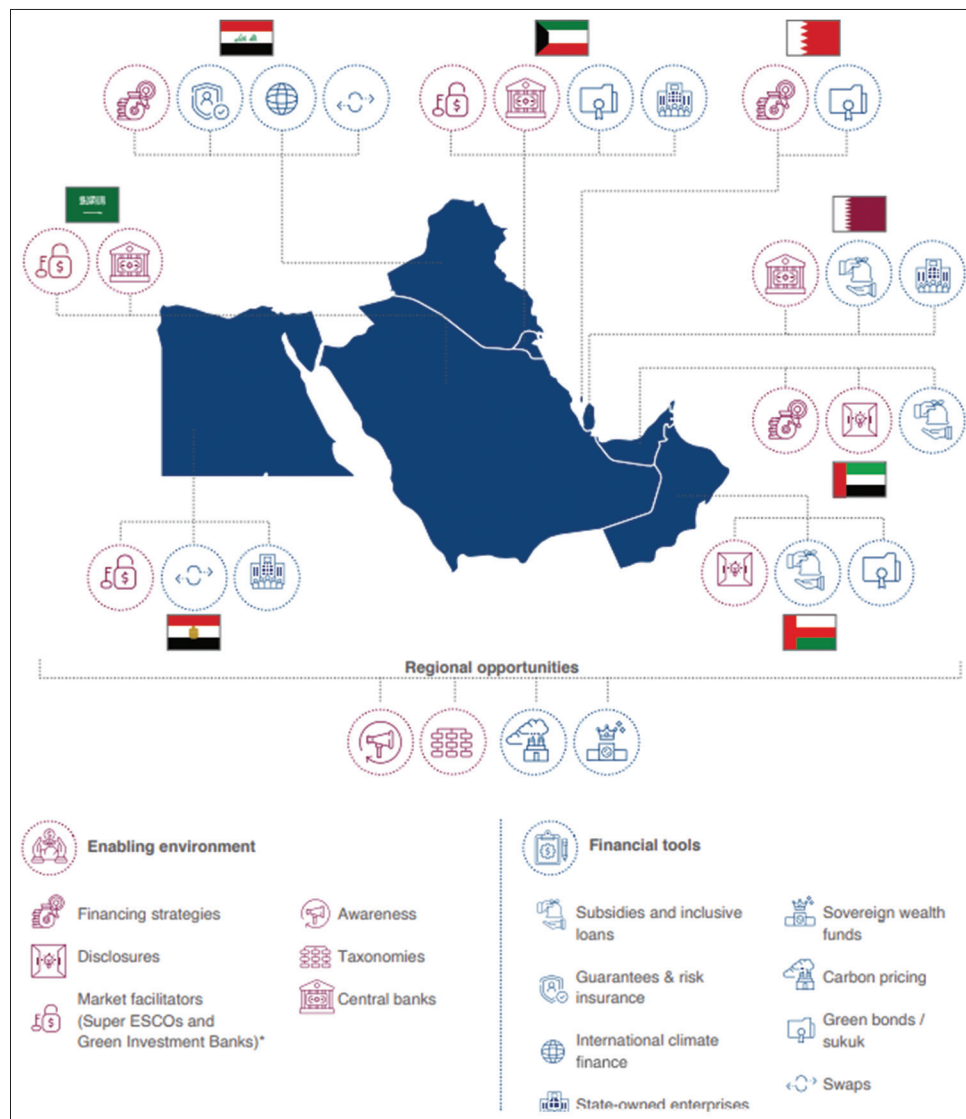 Regional opportunities
Enabling environment
Financing strategies
Disclosures
Market facilitators
(Super ESCOs and
Green Investment Banks)*
Awareness
Taxonomies
Central banks
Financial tools
Subsidies and inclusive
loans
Guarantees & risk
insurance
International climate
finance
State-owned enterprises
Sovereign wealth
funds
Carbon pricing
Green bonds /
sukuk
Swaps